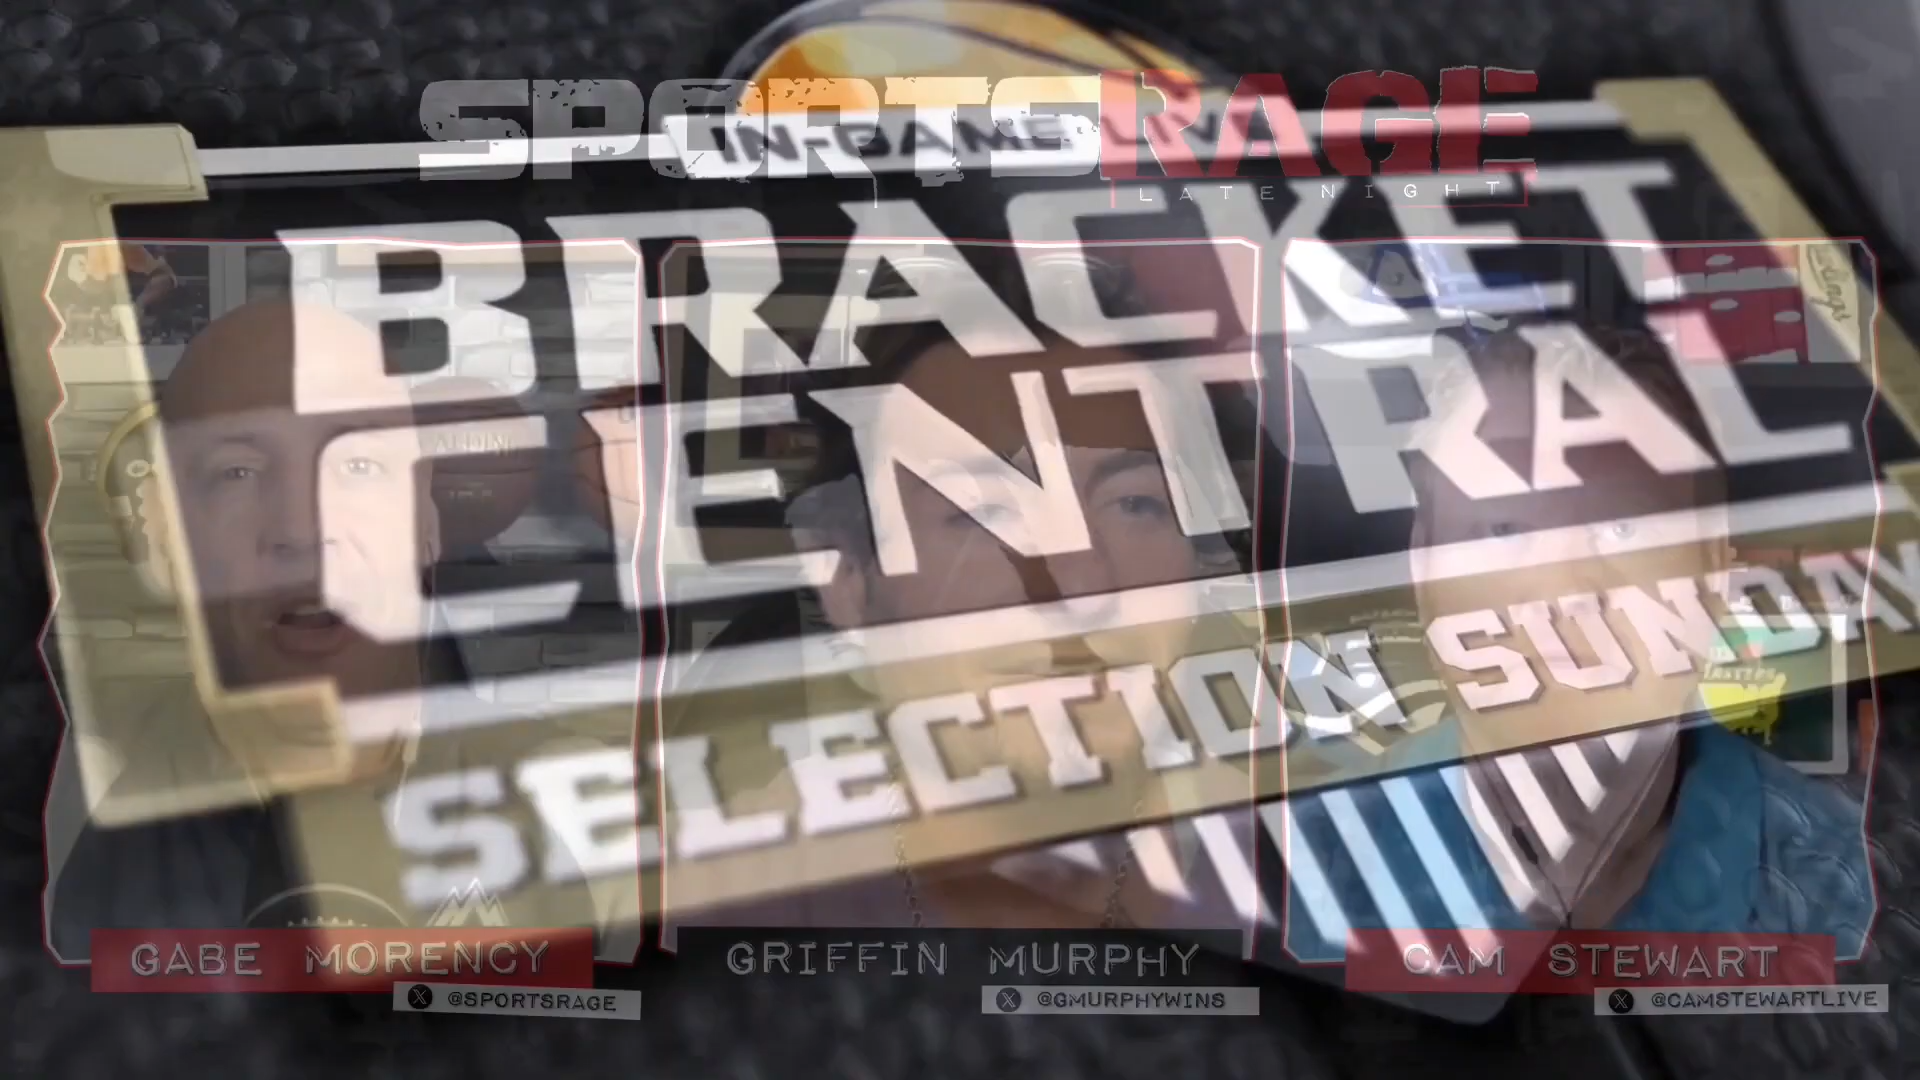 SPORTSRAGE
LATE NIGHT
IN-GAME LIVE
BRACKET
CENTRAL
SELECTION SUNDAY
GABE MORENCY
@SPORTSRAGE
GRIFFIN MURPHY
@GMURPHYWINS
CAM STEWART
@CAMSTEWARTLIVE